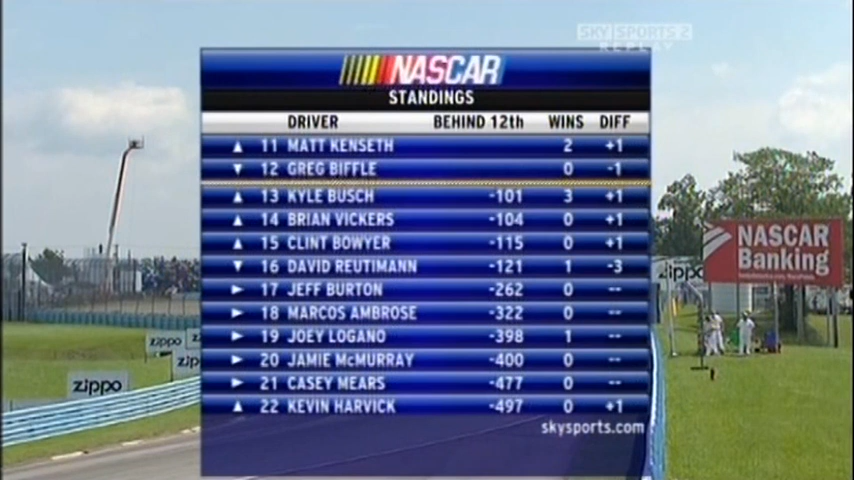 SKY SPORTS 2
REPLAY
NASCAR
STANDINGS
DRIVER BEHIND 12th WINS DIFF
11 MATT KENSETH 2 +1
12 GREG BIFFLE 0 -1
13 KYLE BUSCH -101 3 +1
14 BRIAN VICKERS -104 0 +1
15 CLINT BOWYER -115 0 +1
16 DAVID REUTIMANN -121 1 -3
17 JEFF BURTON -262 0 --
18 MARCOS AMBROSE -322 0 --
19 JOEY LOGANO -398 1 --
20 JAMIE McMURRAY -400 0 --
21 CASEY MEARS -477 0 --
22 KEVIN HARVICK -497 0 +1
skysports.com
NASCAR
Banking
zippo
zippo
zippo
zippo